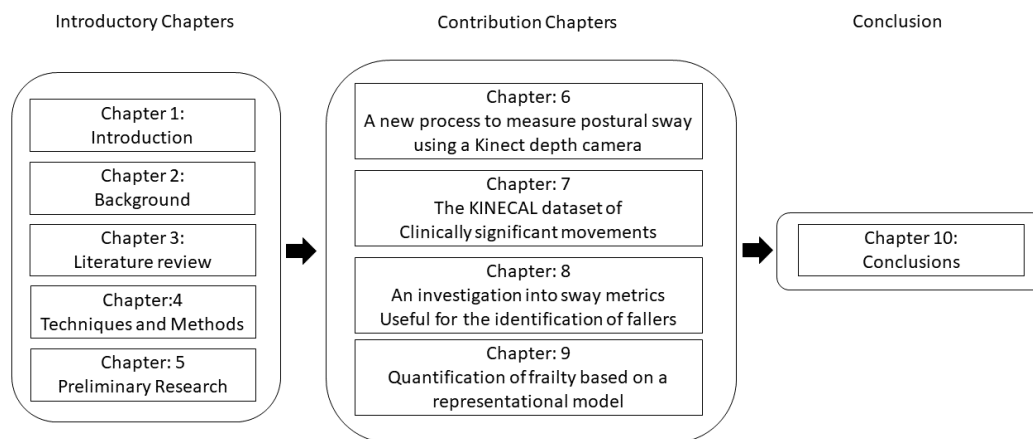 Introductory Chapters
Contribution Chapters
Conclusion
Chapter 1:
Introduction
Chapter 2:
Background
Chapter 3:
Literature review
Chapter:4
Techniques and Methods
Chapter: 5
Preliminary Research
Chapter: 6
A new process to measure postural sway
using a Kinect depth camera
Chapter: 7
The KINECAL dataset of
Clinically significant movements
Chapter: 8
An investigation into sway metrics
Useful for the identification of fallers
Chapter: 9
Quantification of frailty based on a
representational model
Chapter 10:
Conclusions